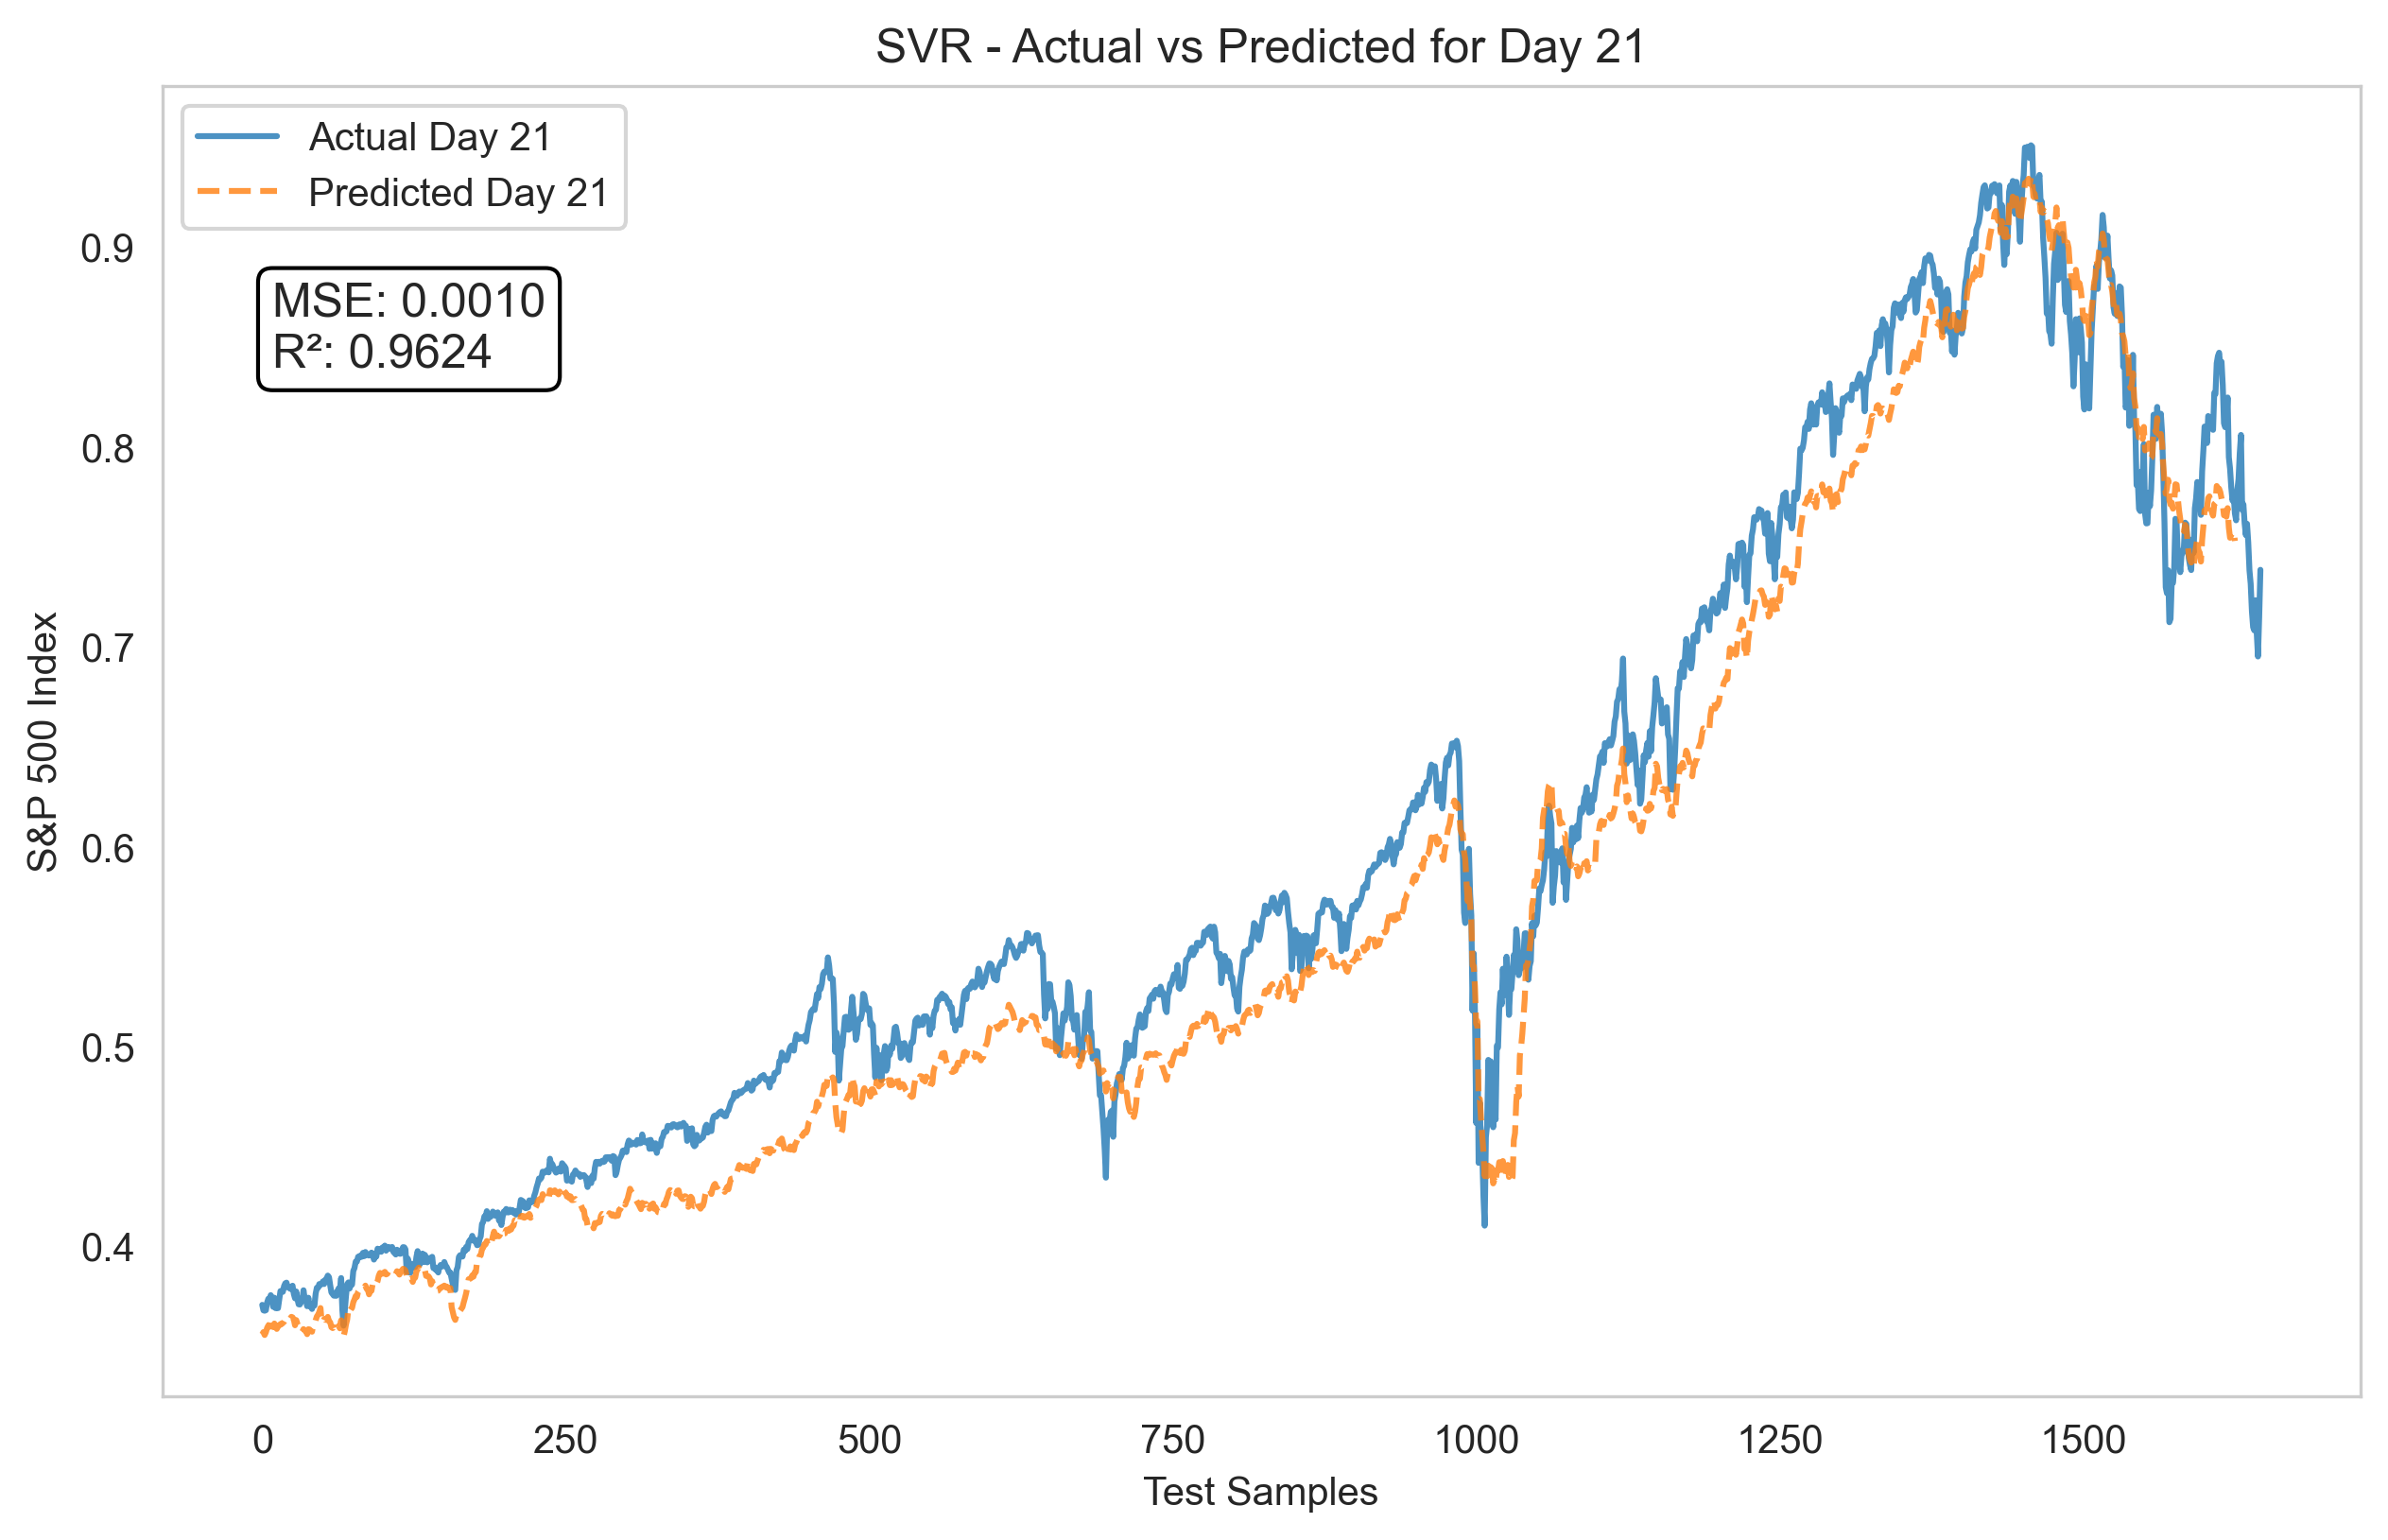 SVR - Actual vs Predicted for Day 21
Actual Day 21
Predicted Day 21
MSE: 0.0010
R²: 0.9624
0.9
0.8
0.7
0.6
0.5
0.4
S&P 500 Index
0 250 500 750 1000 1250 1500
Test Samples